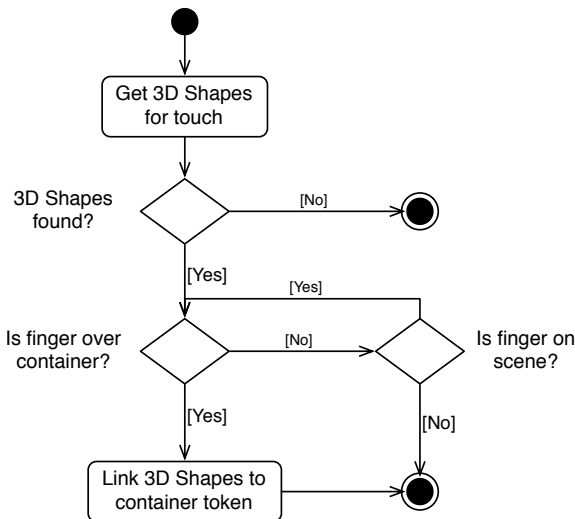 Get 3D Shapes
for touch
3D Shapes
found?
[No]
[Yes]
[Yes]
Is finger over
container?
[No]
Is finger on
scene?
[Yes]
[No]
Link 3D Shapes to
container token